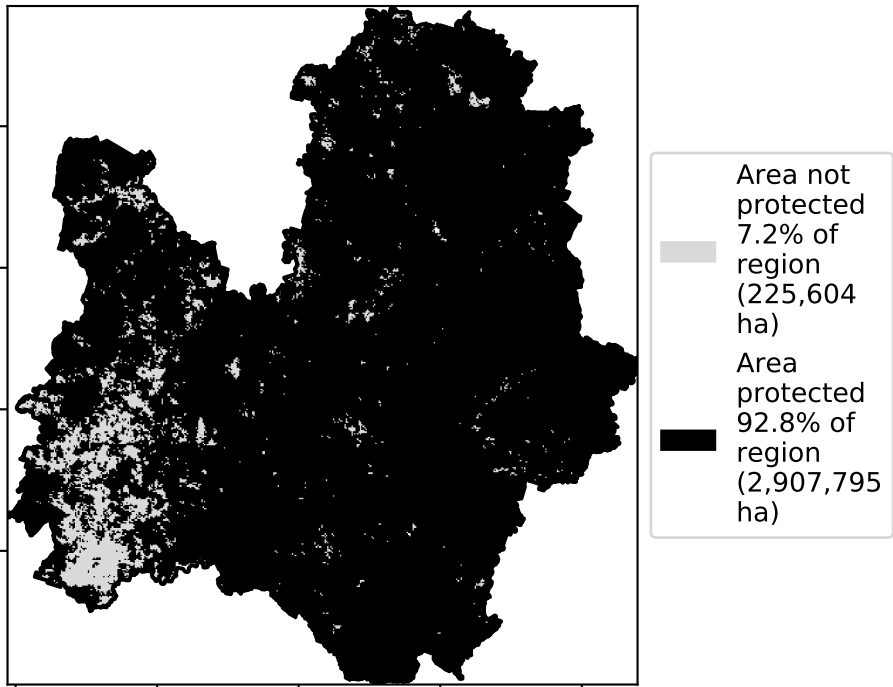 Area not
protected
7.2% of
region
(225,604
ha)
Area
protected
92.8% of
region
(2,907,795
ha)